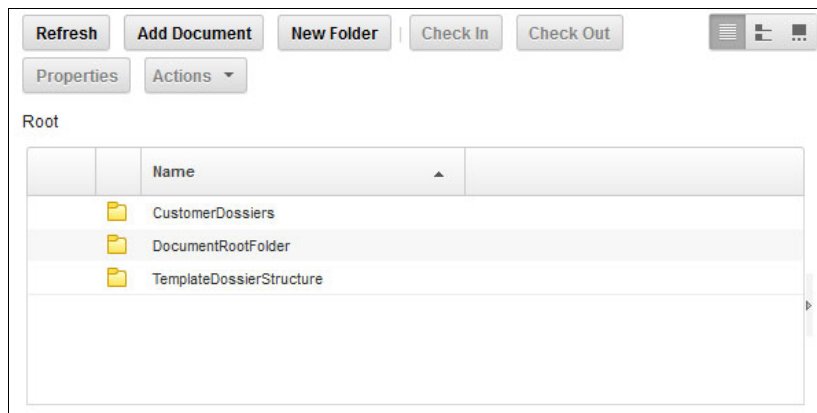 Refresh Add Document New Folder | Check In Check Out
Properties Actions
Root
Name
CustomerDossiers
DocumentRootFolder
TemplateDossierStructure